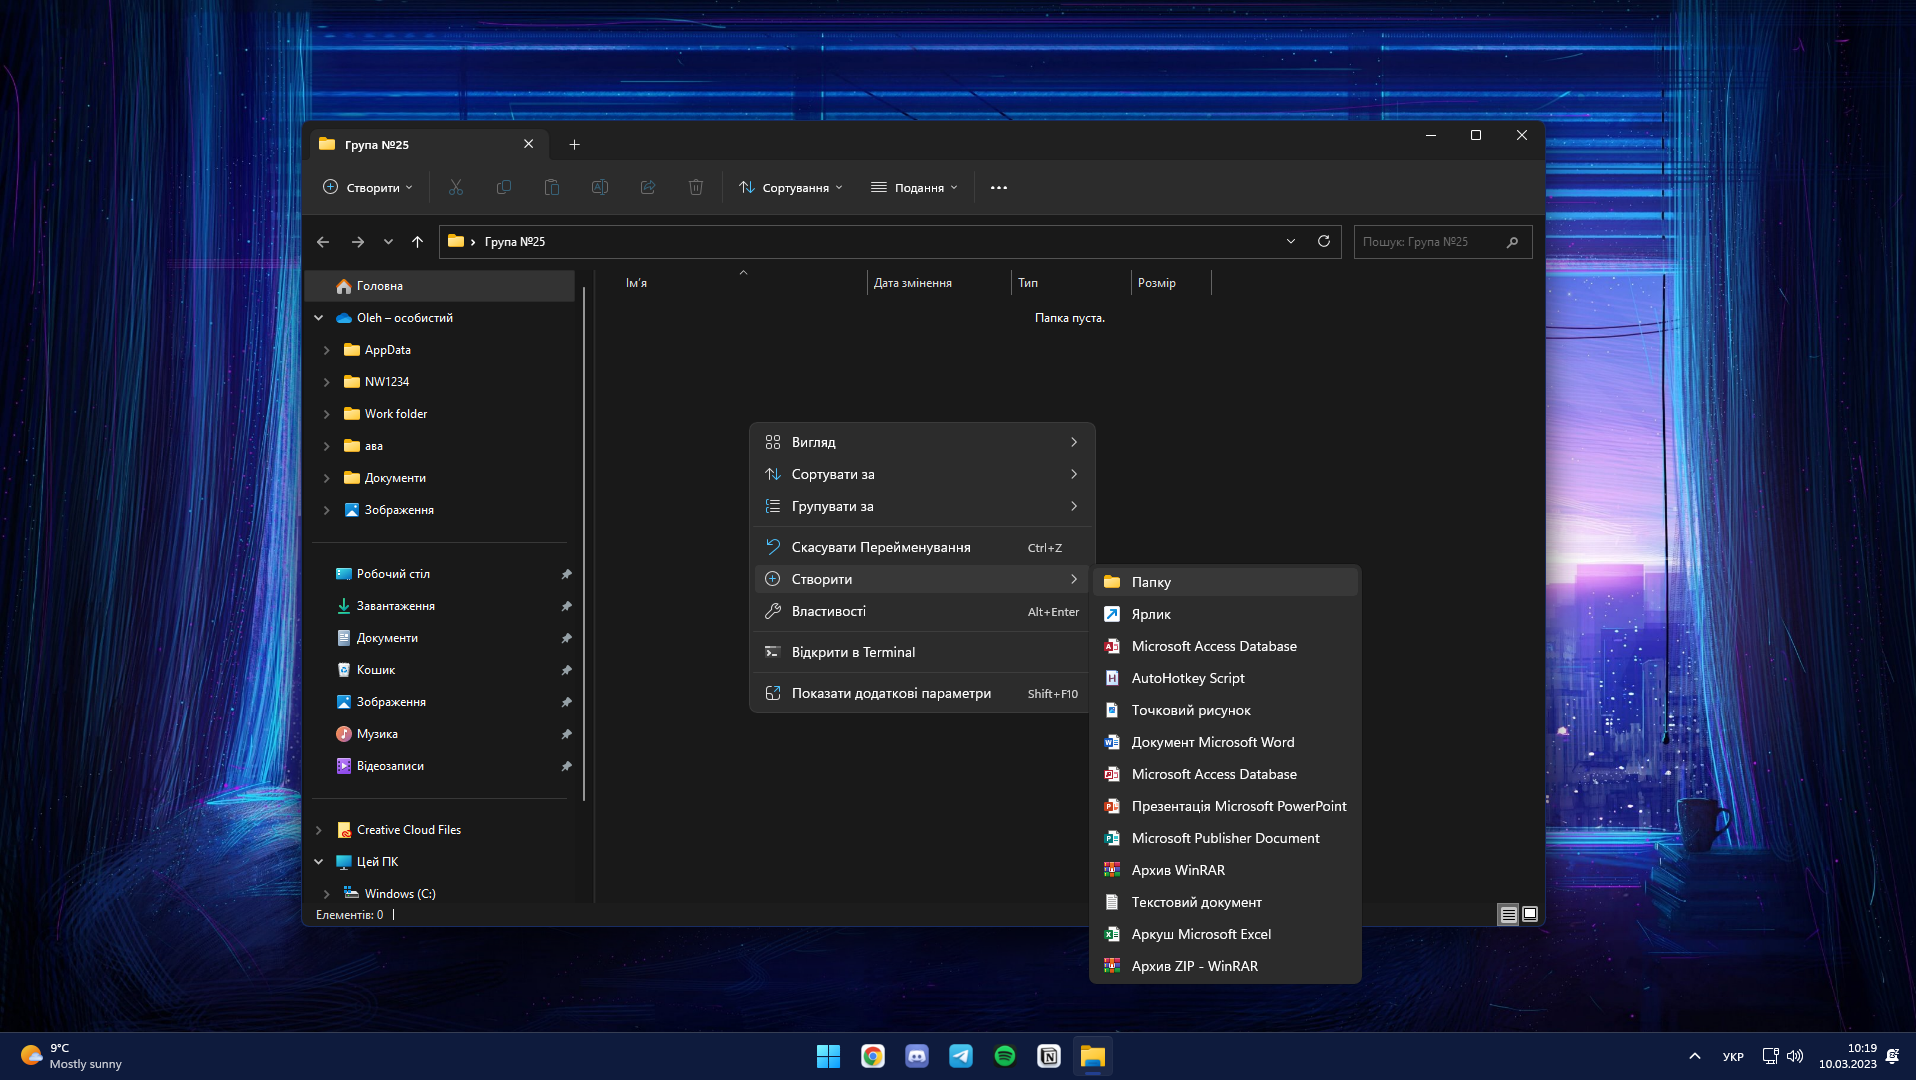 Група №25
Створити
Сортування
Подання
Група №25
Пошук: Група №25
Ім'я
Дата змінення
Тип
Розмір
Папка пуста.
Головна
Oleh – особистий
AppData
NW1234
Work folder
ава
Документи
Зображення
Робочий стіл
Завантаження
Документи
Кошик
Зображення
Музика
Відеозаписи
Creative Cloud Files
Цей ПК
Windows (C:)
Елементів: 0
Вигляд
Сортувати за
Групувати за
Скасувати Перейменування Ctrl+Z
Створити
Властивості Alt+Enter
Відкрити в Terminal
Показати додаткові параметри Shift+F10
Папку
Ярлик
Microsoft Access Database
AutoHotkey Script
Точковий рисунок
Документ Microsoft Word
Microsoft Access Database
Презентація Microsoft PowerPoint
Microsoft Publisher Document
Архив WinRAR
Текстовий документ
Аркуш Microsoft Excel
Архив ZIP - WinRAR
9°C
Mostly sunny
УКР
10:19
10.03.2023